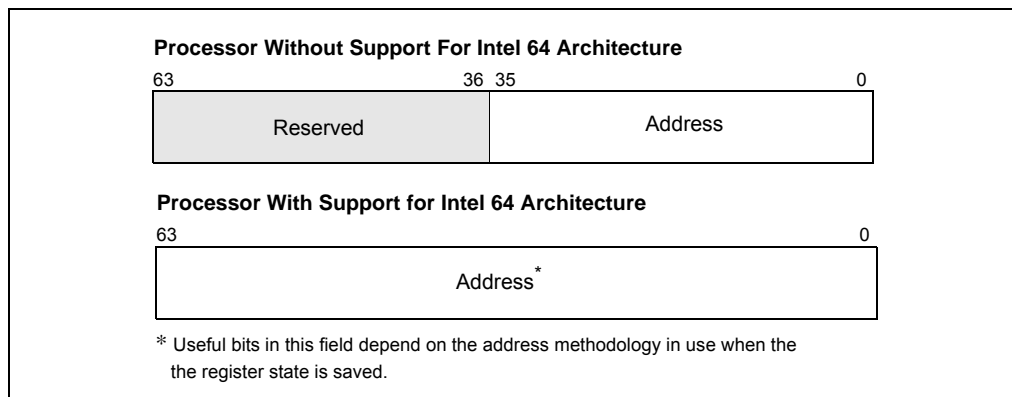 Processor Without Support For Intel 64 Architecture
63 36 35 0
Reserved Address
Processor With Support for Intel 64 Architecture
63 0
Address*
* Useful bits in this field depend on the address methodology in use when the
the register state is saved.